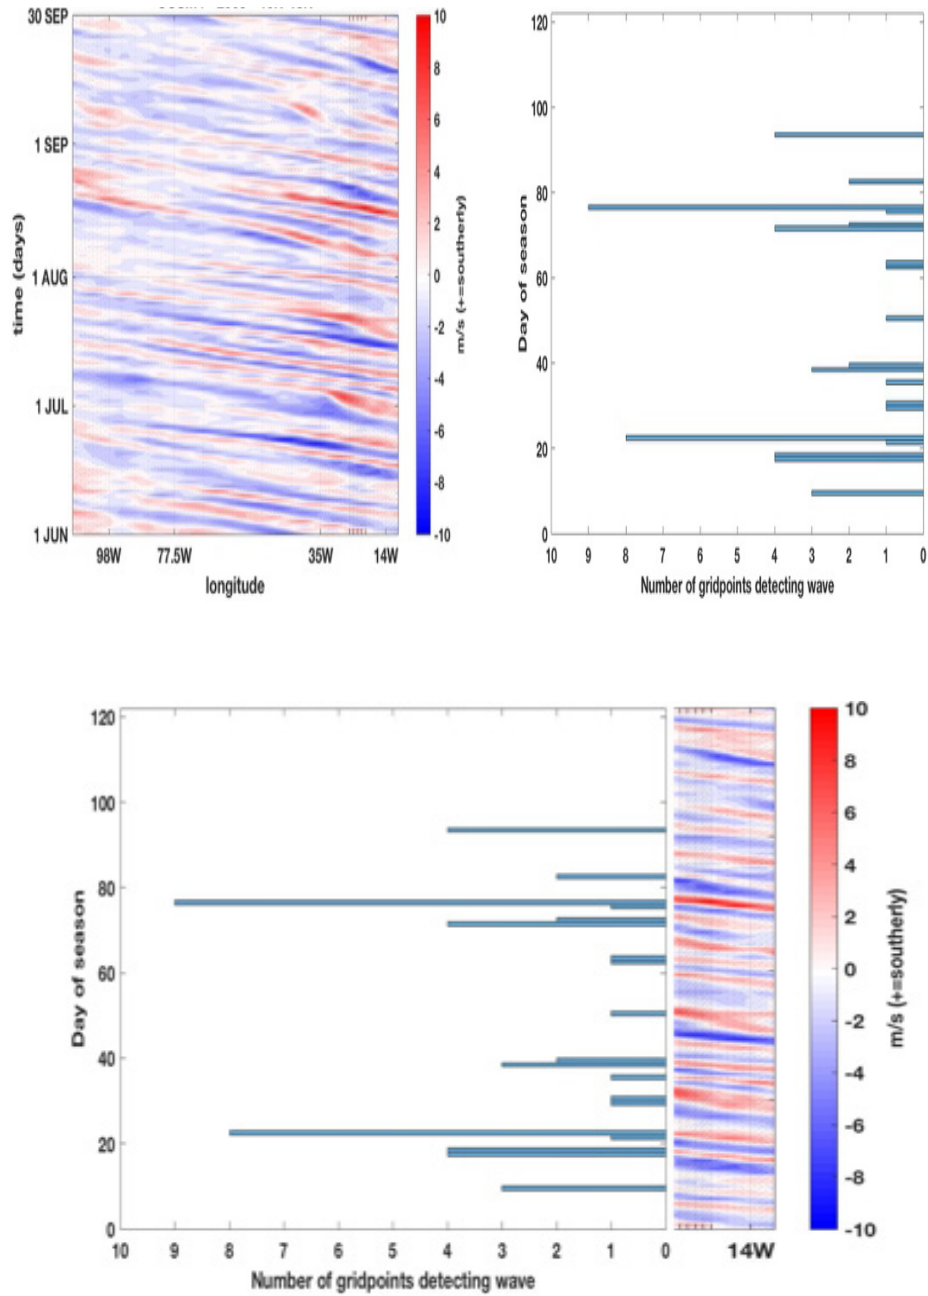 30 SEP
1 SEP
1 AUG
1 JUL
1 JUN
time (days)
98W 77.5W 35W 14W
longitude
10
8
6
4
2
0
-2
-4
-6
-8
-10
m/s (+=southerly)
120
100
80
60
40
20
0
Day of season
10 9 8 7 6 5 4 3 2 1 0
Number of gridpoints detecting wave
120
100
80
60
40
20
0
Day of season
10 9 8 7 6 5 4 3 2 1 0
Number of gridpoints detecting wave
14W
10
8
6
4
2
0
-2
-4
-6
-8
-10
m/s (+=southerly)